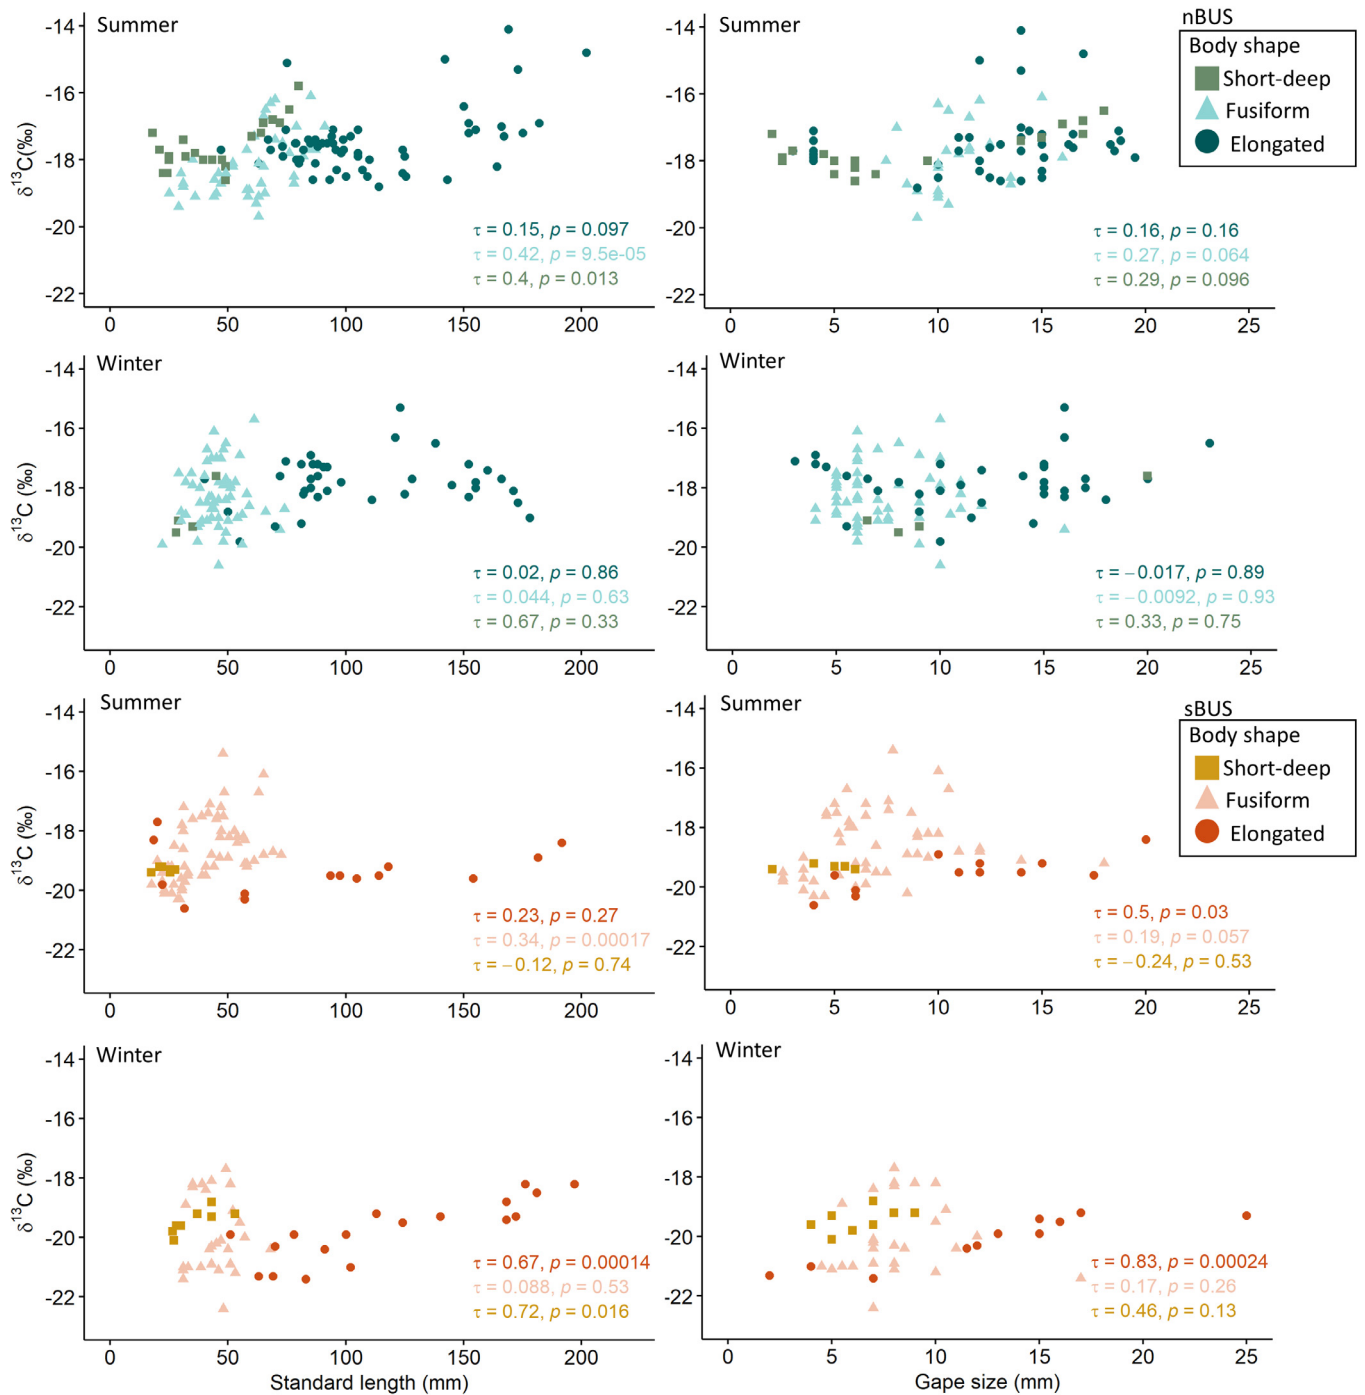 Summer
-14
-16
-18
-20
-22
δ13C(‰)
τ = 0.15, p = 0.097
τ = 0.42, p = 9.5e-05
τ = 0.4, p = 0.013
0 50 100 150 200
Summer
-14
-16
-18
-20
-22
τ = 0.16, p = 0.16
τ = 0.27, p = 0.064
τ = 0.29, p = 0.096
0 5 10 15 20 25
nBUS
Body shape
Short-deep
Fusiform
Elongated
Winter
-14
-16
-18
-20
-22
δ13C (‰)
τ = 0.02, p = 0.86
τ = 0.044, p = 0.63
τ = 0.67, p = 0.33
0 50 100 150 200
Winter
-14
-16
-18
-20
-22
τ = −0.017, p = 0.89
τ = −0.0092, p = 0.93
τ = 0.33, p = 0.75
0 5 10 15 20 25
Summer
-14
-16
-18
-20
-22
δ13C (‰)
τ = 0.23, p = 0.27
τ = 0.34, p = 0.00017
τ = −0.12, p = 0.74
0 50 100 150 200
Summer
-14
-16
-18
-20
-22
τ = 0.5, p = 0.03
τ = 0.19, p = 0.057
τ = −0.24, p = 0.53
0 5 10 15 20 25
sBUS
Body shape
Short-deep
Fusiform
Elongated
Winter
-14
-16
-18
-20
-22
δ13C (‰)
τ = 0.67, p = 0.00014
τ = 0.088, p = 0.53
τ = 0.72, p = 0.016
0 50 100 150 200
Standard length (mm)
Winter
-14
-16
-18
-20
-22
τ = 0.83, p = 0.00024
τ = 0.17, p = 0.26
τ = 0.46, p = 0.13
0 5 10 15 20 25
Gape size (mm)